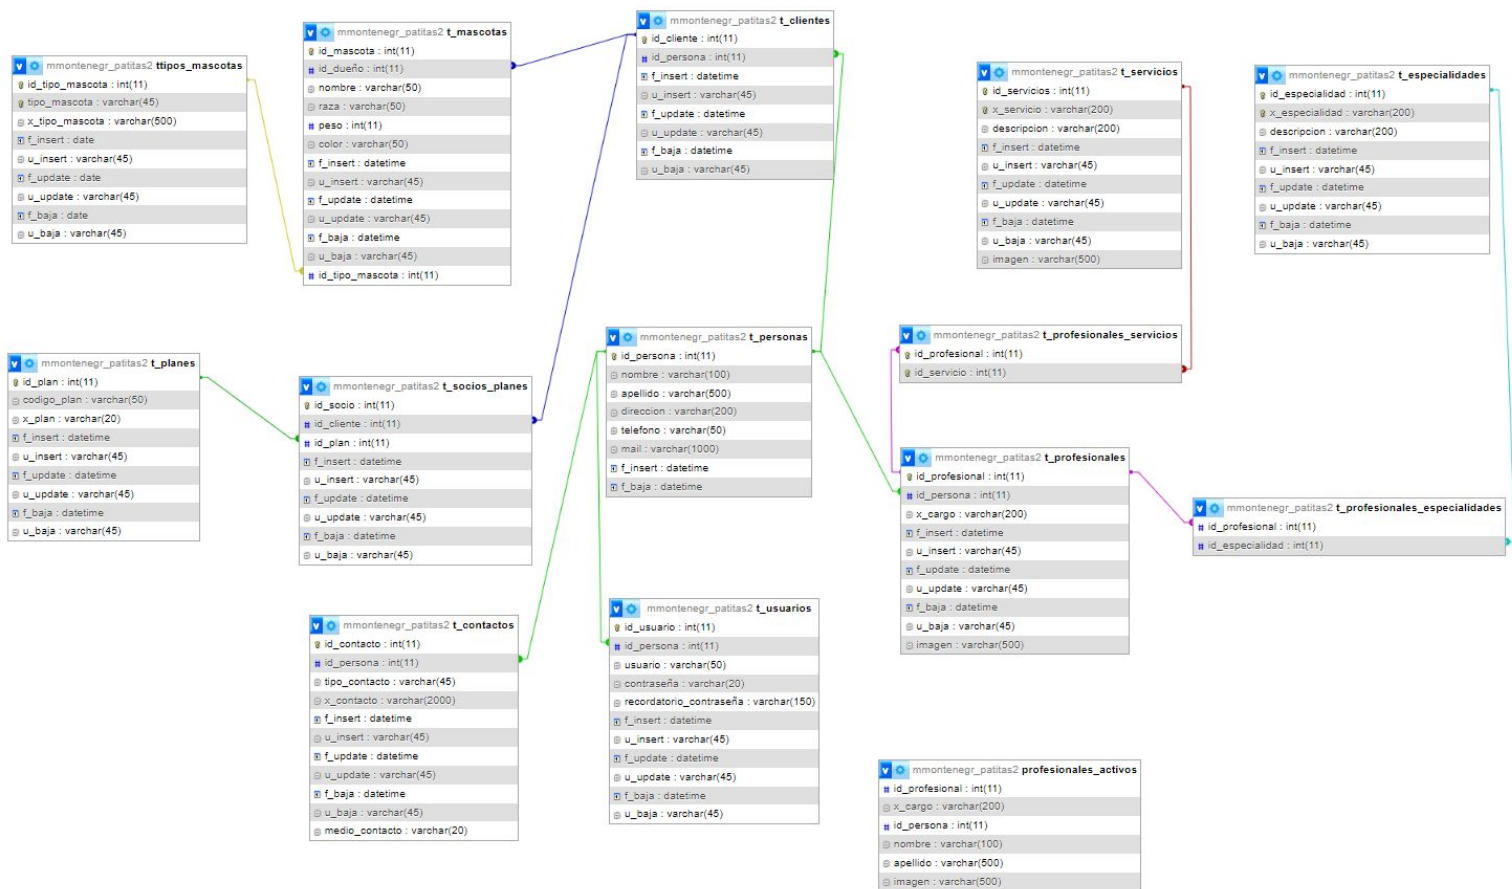 mmontenegr_patitas2 ttipos_mascotas
id_tipo_mascota : int(11)
tipo_mascota : varchar(45)
x_tipo_mascota : varchar(500)
f_insert : date
u_insert : varchar(45)
f_update : date
u_update : varchar(45)
f_baja : date
u_baja : varchar(45)
mmontenegr_patitas2 t_mascotas
id_mascota : int(11)
id_dueño : int(11)
nombre : varchar(50)
raza : varchar(50)
peso : int(11)
color : varchar(50)
f_insert : datetime
u_insert : varchar(45)
f_update : datetime
u_update : varchar(45)
f_baja : datetime
u_baja : varchar(45)
id_tipo_mascota : int(11)
mmontenegr_patitas2 t_clientes
id_cliente : int(11)
id_persona : int(11)
f_insert : datetime
u_insert : varchar(45)
f_update : datetime
u_update : varchar(45)
f_baja : datetime
u_baja : varchar(45)
mmontenegr_patitas2 t_servicios
id_servicios : int(11)
x_servicio : varchar(200)
descripcion : varchar(200)
f_insert : datetime
u_insert : varchar(45)
f_update : datetime
u_update : varchar(45)
f_baja : datetime
u_baja : varchar(45)
imagen : varchar(500)
mmontenegr_patitas2 t_especialidades
id_especialidad : int(11)
x_especialidad : varchar(200)
descripcion : varchar(200)
f_insert : datetime
u_insert : varchar(45)
f_update : datetime
u_update : varchar(45)
f_baja : datetime
u_baja : varchar(45)
mmontenegr_patitas2 t_planes
id_plan : int(11)
codigo_plan : varchar(50)
x_plan : varchar(20)
f_insert : datetime
u_insert : varchar(45)
f_update : datetime
u_update : varchar(45)
f_baja : datetime
u_baja : varchar(45)
mmontenegr_patitas2 t_socios_planes
id_socio : int(11)
id_cliente : int(11)
id_plan : int(11)
f_insert : datetime
u_insert : varchar(45)
f_update : datetime
u_update : varchar(45)
f_baja : datetime
u_baja : varchar(45)
mmontenegr_patitas2 t_personas
id_persona : int(11)
nombre : varchar(100)
apellido : varchar(500)
direccion : varchar(200)
telefono : varchar(50)
mail : varchar(1000)
f_insert : datetime
f_baja : datetime
mmontenegr_patitas2 t_profesionales_servicios
id_profesional : int(11)
id_servicio : int(11)
mmontenegr_patitas2 t_profesionales
id_profesional : int(11)
id_persona : int(11)
x_cargo : varchar(200)
f_insert : datetime
u_insert : varchar(45)
f_update : datetime
u_update : varchar(45)
f_baja : datetime
u_baja : varchar(45)
imagen : varchar(500)
mmontenegr_patitas2 t_profesionales_especialidades
id_profesional : int(11)
id_especialidad : int(11)
mmontenegr_patitas2 t_contactos
id_contacto : int(11)
id_persona : int(11)
tipo_contacto : varchar(45)
x_contacto : varchar(2000)
f_insert : datetime
u_insert : varchar(45)
f_update : datetime
u_update : varchar(45)
f_baja : datetime
u_baja : varchar(45)
medio_contacto : varchar(20)
mmontenegr_patitas2 t_usuarios
id_usuario : int(11)
id_persona : int(11)
usuario : varchar(50)
contraseña : varchar(20)
recordatorio_contraseña : varchar(150)
f_insert : datetime
u_insert : varchar(45)
f_update : datetime
u_update : varchar(45)
f_baja : datetime
u_baja : varchar(45)
mmontenegr_patitas2 profesionales_activos
id_profesional : int(11)
x_cargo : varchar(200)
id_persona : int(11)
nombre : varchar(100)
apellido : varchar(500)
imagen : varchar(500)